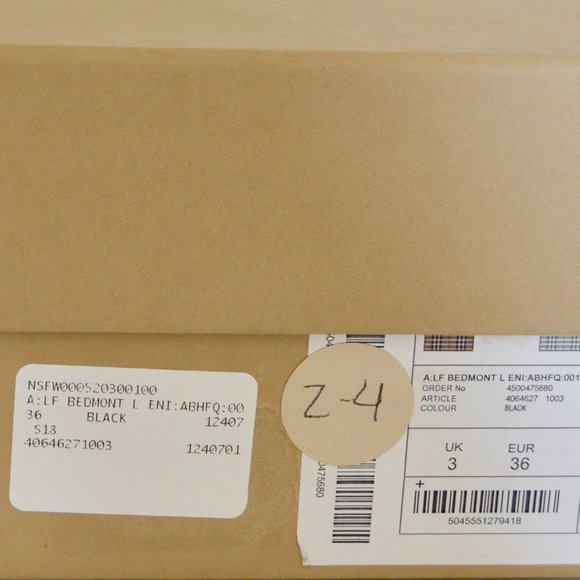 NSFW000520300100
A:LF BEDMONT L ENI:ABHFQ:00
36 BLACK 12407
S18
40646271003 1240701
Z-4
A:LF BEDMONT L ENI:ABHFQ:001
ORDER No 4500475680
ARTICLE 4064627 1003
COLOUR BLACK
UK EUR
3 36
5045551279418
00475680